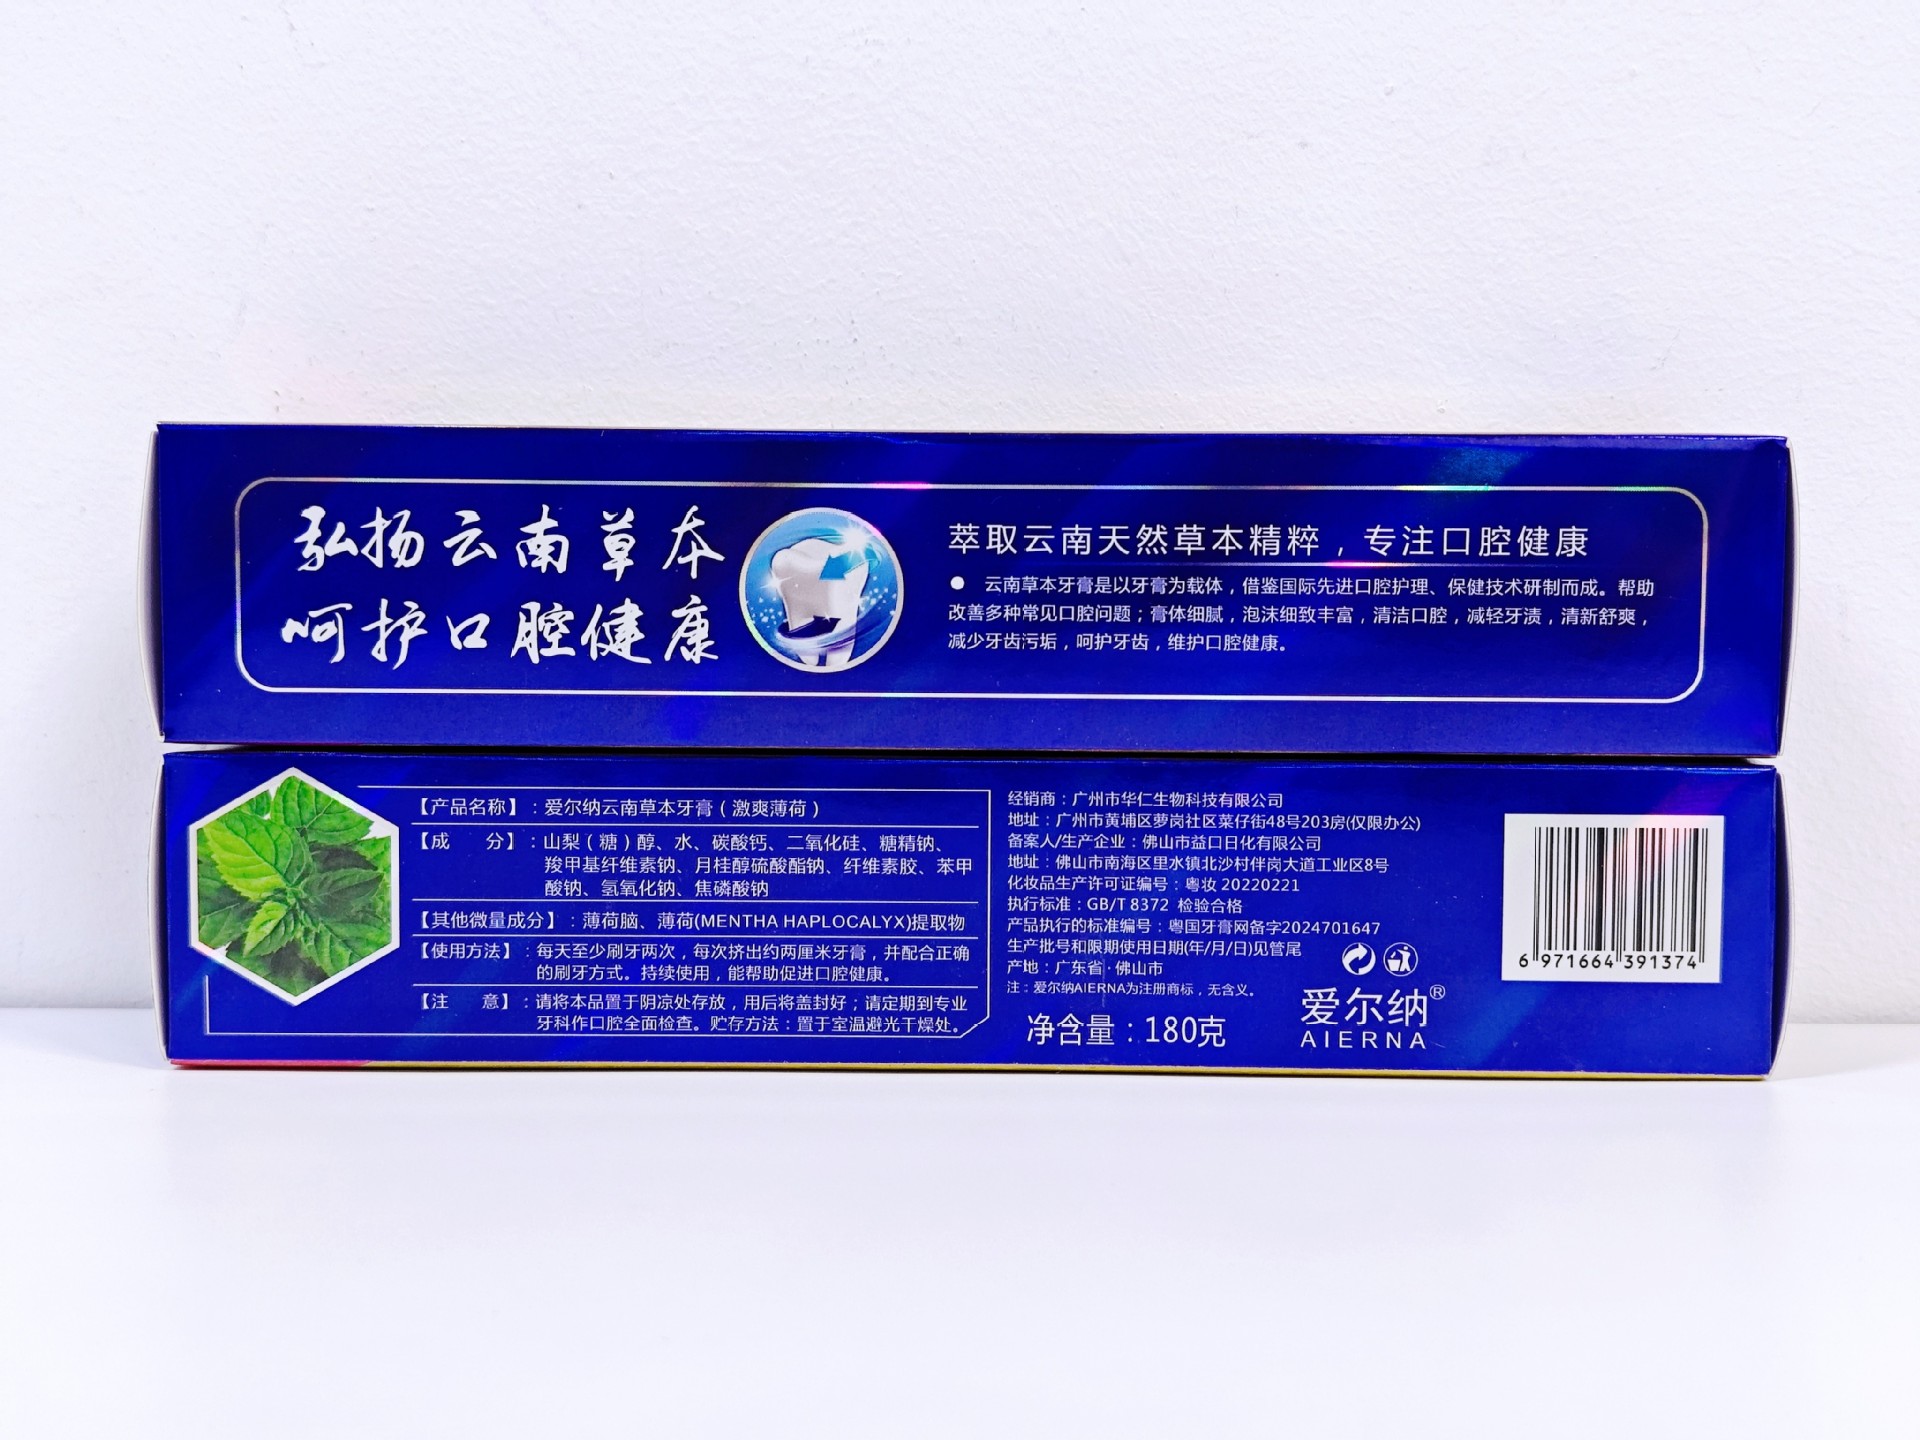 弘扬云南草本
呵护口腔健康
萃取云南天然草本精粹，专注口腔健康
● 云南草本牙膏是以牙膏为载体，借鉴国际先进口腔护理、保健技术研制而成。帮助
改善多种常见口腔问题；膏体细腻，泡沫细致丰富，清洁口腔，减轻牙渍，清新舒爽，
减少牙齿污垢，呵护牙齿，维护口腔健康。
【产品名称】：爱尔纳云南草本牙膏（激爽薄荷）
【成 分】：山梨（糖）醇、水、碳酸钙、二氧化硅、糖精钠、
羧甲基纤维素钠、月桂醇硫酸酯钠、纤维素胶、苯甲
酸钠、氢氧化钠、焦磷酸钠
【其他微量成分】：薄荷脑、薄荷(MENTHA HAPLOCALYX)提取物
【使用方法】：每天至少刷牙两次，每次挤出约两厘米牙膏，并配合正确
的刷牙方式。持续使用，能帮助促进口腔健康。
【注 意】：请将本品置于阴凉处存放，用后将盖封好；请定期到专业
牙科作口腔全面检查。贮存方法：置于室温避光干燥处。
经销商：广州市华仁生物科技有限公司
地址：广州市黄埔区萝岗社区菜仔街48号203房(仅限办公)
备案人/生产企业：佛山市益口日化有限公司
地址：佛山市南海区里水镇北沙村伴岗大道工业区8号
化妆品生产许可证编号：粤妆 20220221
执行标准：GB/T 8372 检验合格
产品执行的标准编号：粤国牙膏网备字2024701647
生产批号和限期使用日期(年/月/日)见管尾
产地：广东省·佛山市
注：爱尔纳AIERNA为注册商标，无含义。
净含量：180克
爱尔纳®
AIERNA
6 971664 391374